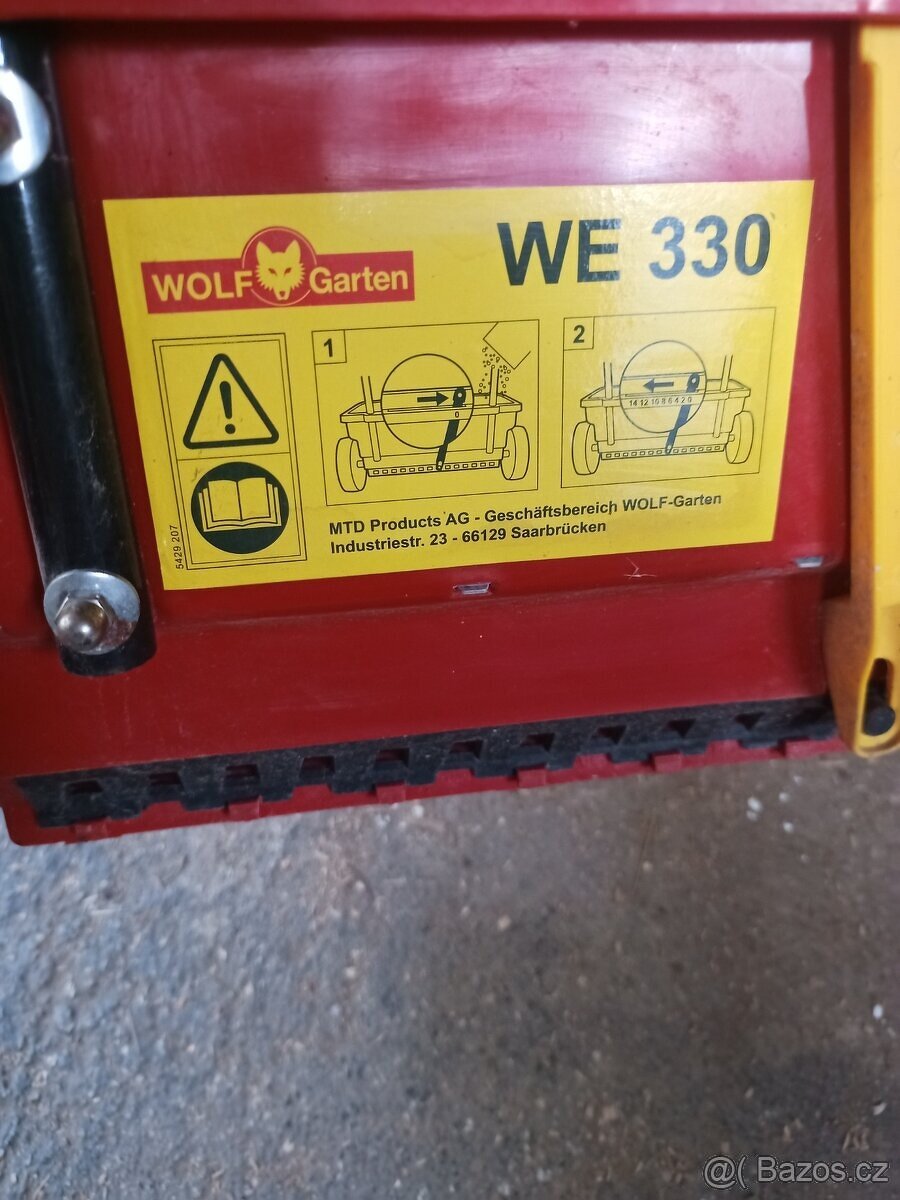 WOLF Garten
WE 330
1
0
2
14 12 10 8 6 4 2 0
5429 207
MTD Products AG - Geschäftsbereich WOLF-Garten
Industriestr. 23 - 66129 Saarbrücken
@( Bazos.cz